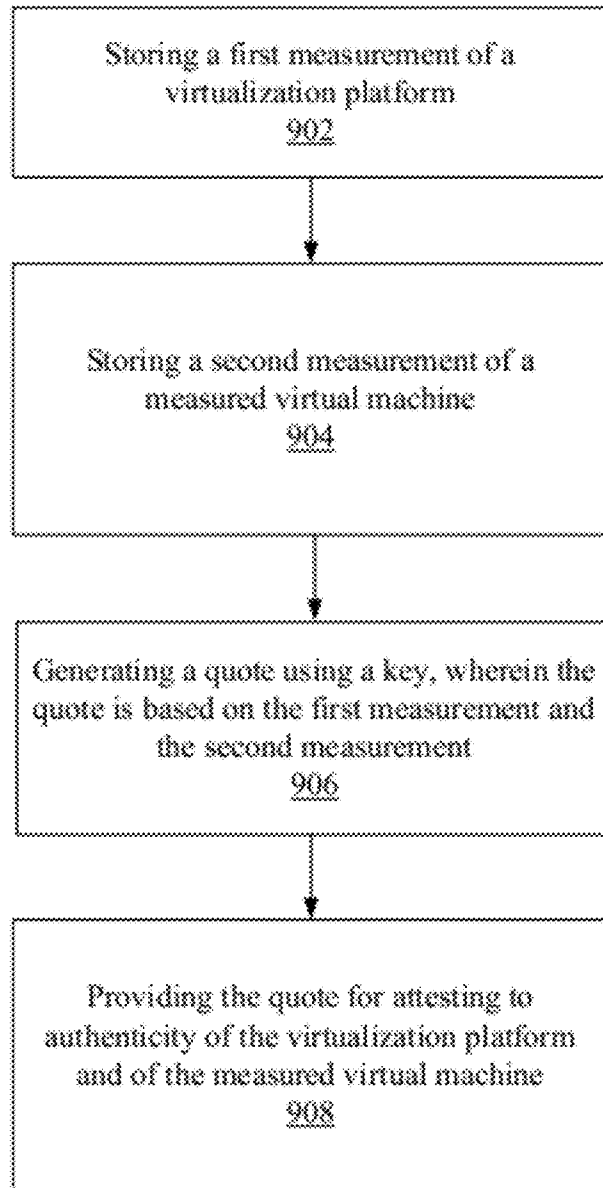 Storing a first measurement of a
virtualization platform
902
Storing a second measurement of a
measured virtual machine
904
Generating a quote using a key, wherein the
quote is based on the first measurement and
the second measurement
906
Providing the quote for attesting to
authenticity of the virtualization platform
and of the measured virtual machine
908